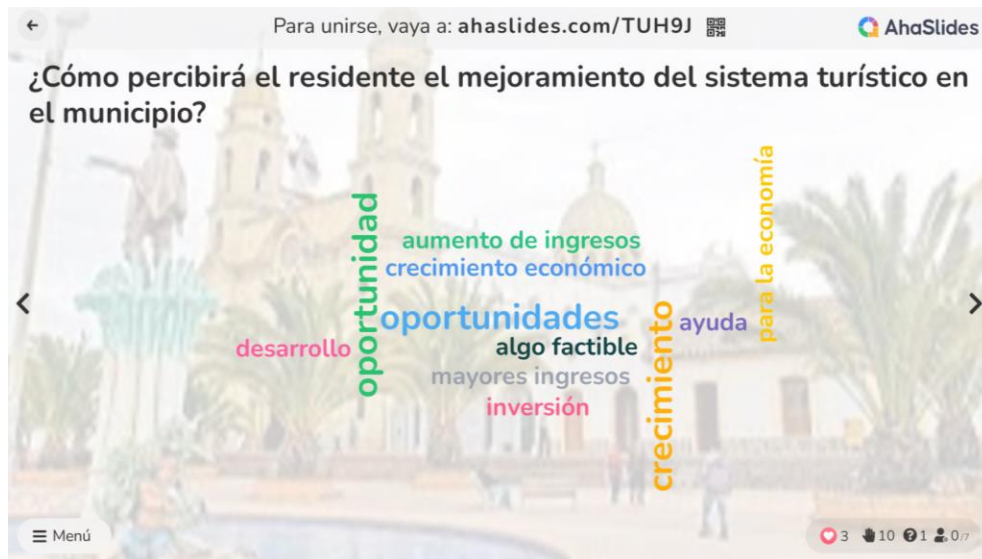 Para unirse, vaya a: ahaslides.com/TUH9J
AhaSlides
¿Cómo percibirá el residente el mejoramiento del sistema turístico en
el municipio?
para la economía
oportunidad
aumento de ingresos
crecimiento económico
oportunidades
crecimiento
ayuda
desarrollo
algo factible
mayores ingresos
inversión
Menú
3 10 1 0/7